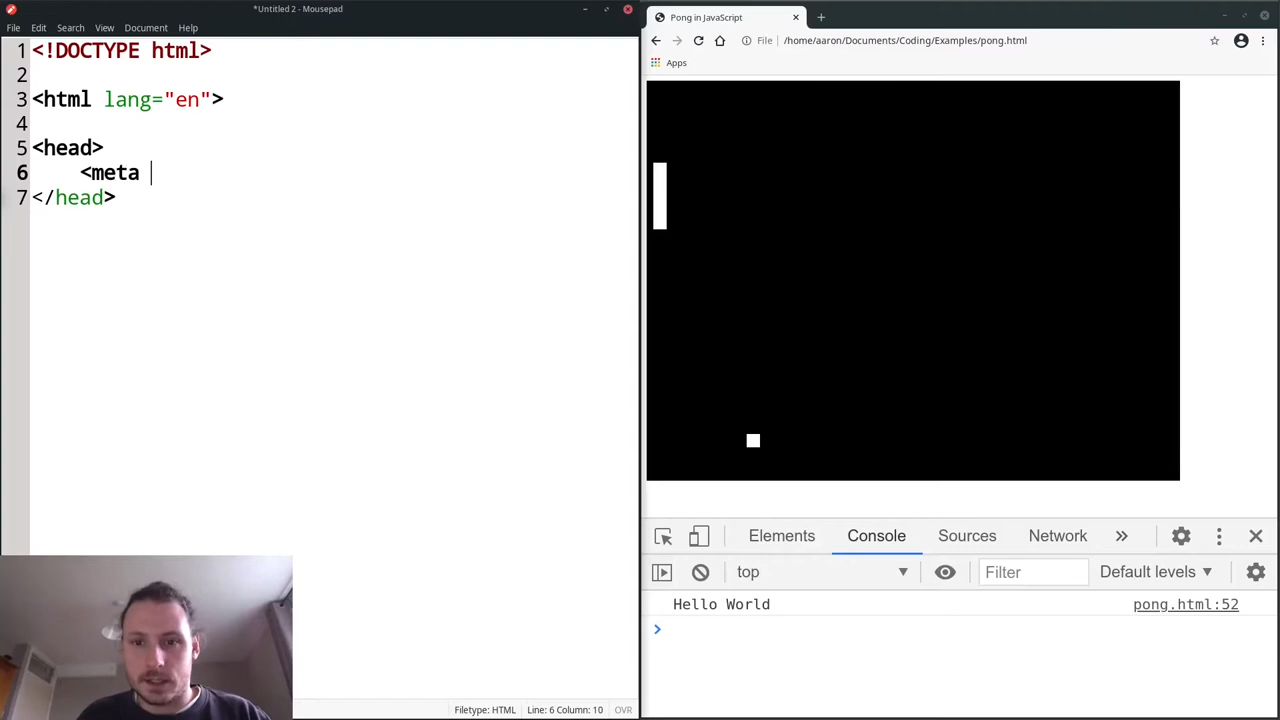 *Untitled 2 - Mousepad
File Edit Search View Document Help
1 <!DOCTYPE html>
2
3 <html lang="en">
4
5 <head>
6 <meta
7 </head>
Filetype: HTML Line: 6 Column: 10 OVR
Pong in JavaScript
File /home/aaron/Documents/Coding/Examples/pong.html
Apps
Elements Console Sources Network
top Filter Default levels
Hello World pong.html:52